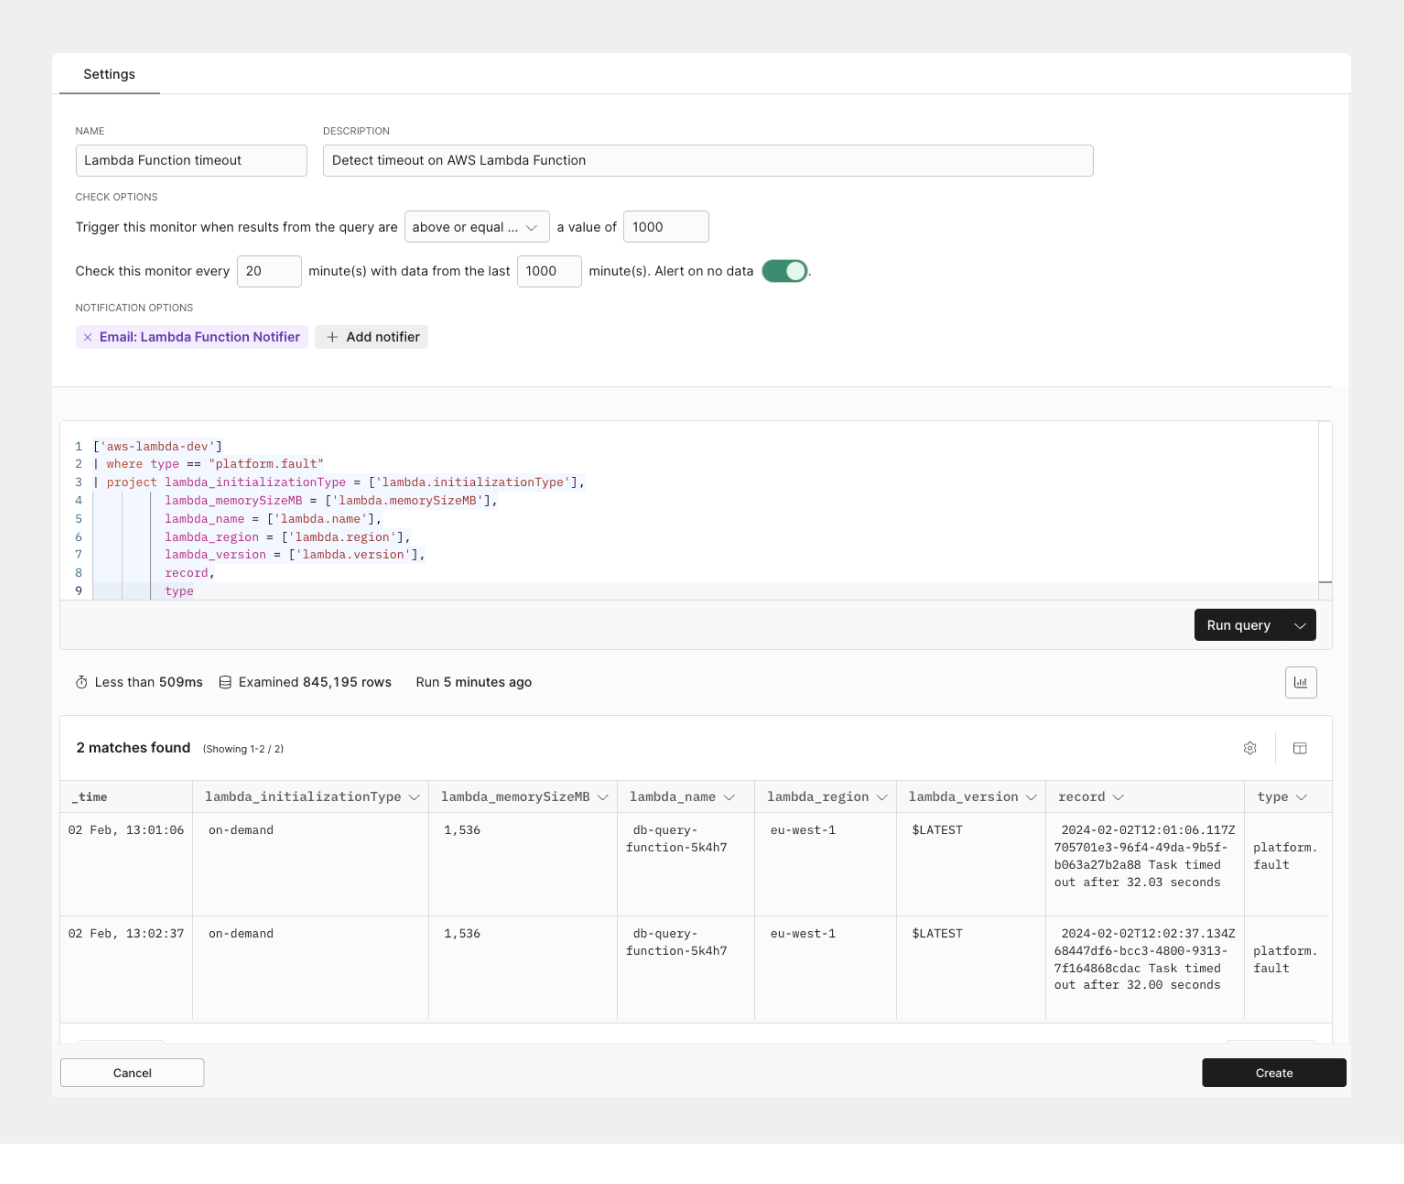 Settings
NAME
DESCRIPTION
Lambda Function timeout
Detect timeout on AWS Lambda Function
CHECK OPTIONS
Trigger this monitor when results from the query are above or equal ... a value of 1000
Check this monitor every 20 minute(s) with data from the last 1000 minute(s). Alert on no data .
NOTIFICATION OPTIONS
× Email: Lambda Function Notifier + Add notifier
1 ['aws-lambda-dev']
2 | where type == "platform.fault"
3 | project lambda_initializationType = ['lambda.initializationType'],
4 lambda_memorySizeMB = ['lambda.memorySizeMB'],
5 lambda_name = ['lambda.name'],
6 lambda_region = ['lambda.region'],
7 lambda_version = ['lambda.version'],
8 record,
9 type
Run query
Less than 509ms Examined 845,195 rows Run 5 minutes ago
2 matches found (Showing 1-2 / 2)
_time lambda_initializationType lambda_memorySizeMB lambda_name lambda_region lambda_version record type
02 Feb, 13:01:06 on-demand 1,536 db-query- eu-west-1 $LATEST 2024-02-02T12:01:06.117Z
function-5k4h7 705701e3-96f4-49da-9b5f- platform.
b063a27b2a88 Task timed fault
out after 32.03 seconds
02 Feb, 13:02:37 on-demand 1,536 db-query- eu-west-1 $LATEST 2024-02-02T12:02:37.134Z
function-5k4h7 68447df6-bcc3-4800-9313- platform.
7f164868cdac Task timed fault
out after 32.00 seconds
Cancel
Create